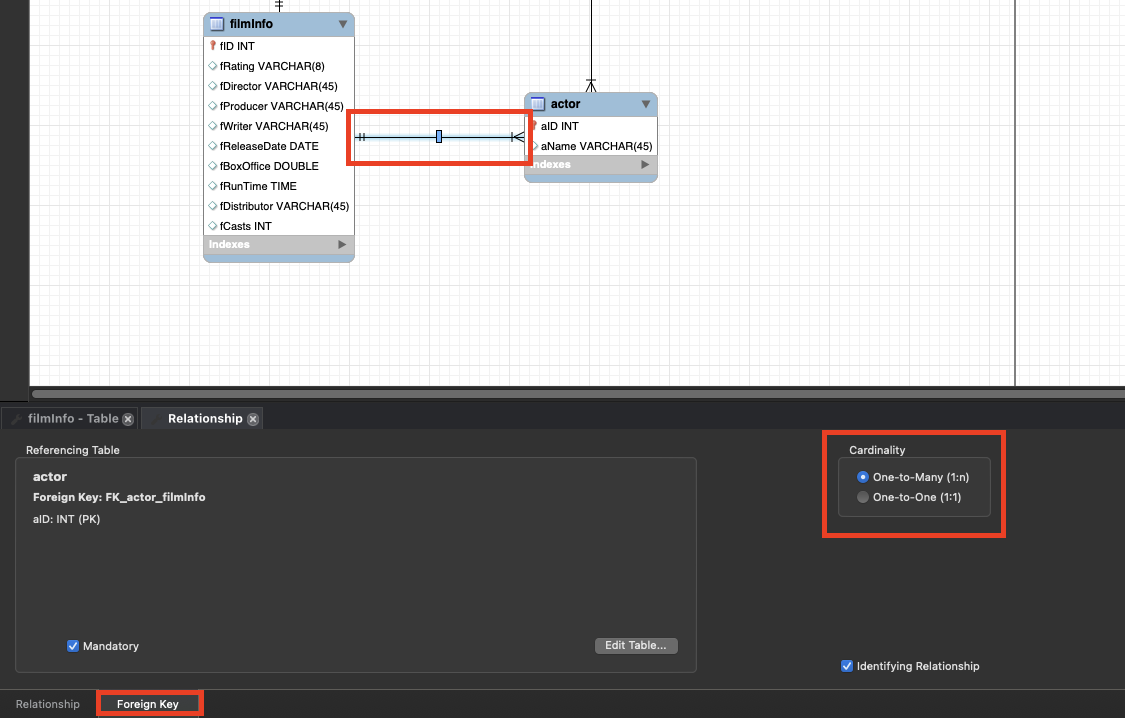 filmInfo
fID INT
fRating VARCHAR(8)
fDirector VARCHAR(45)
fProducer VARCHAR(45)
fWriter VARCHAR(45)
fReleaseDate DATE
fBoxOffice DOUBLE
fRunTime TIME
fDistributor VARCHAR(45)
fCasts INT
Indexes
actor
aID INT
aName VARCHAR(45)
Indexes
filmInfo - Table
Relationship
Referencing Table
actor
Foreign Key: FK_actor_filmInfo
aID: INT (PK)
Mandatory
Edit Table...
Cardinality
One-to-Many (1:n)
One-to-One (1:1)
Identifying Relationship
Relationship
Foreign Key